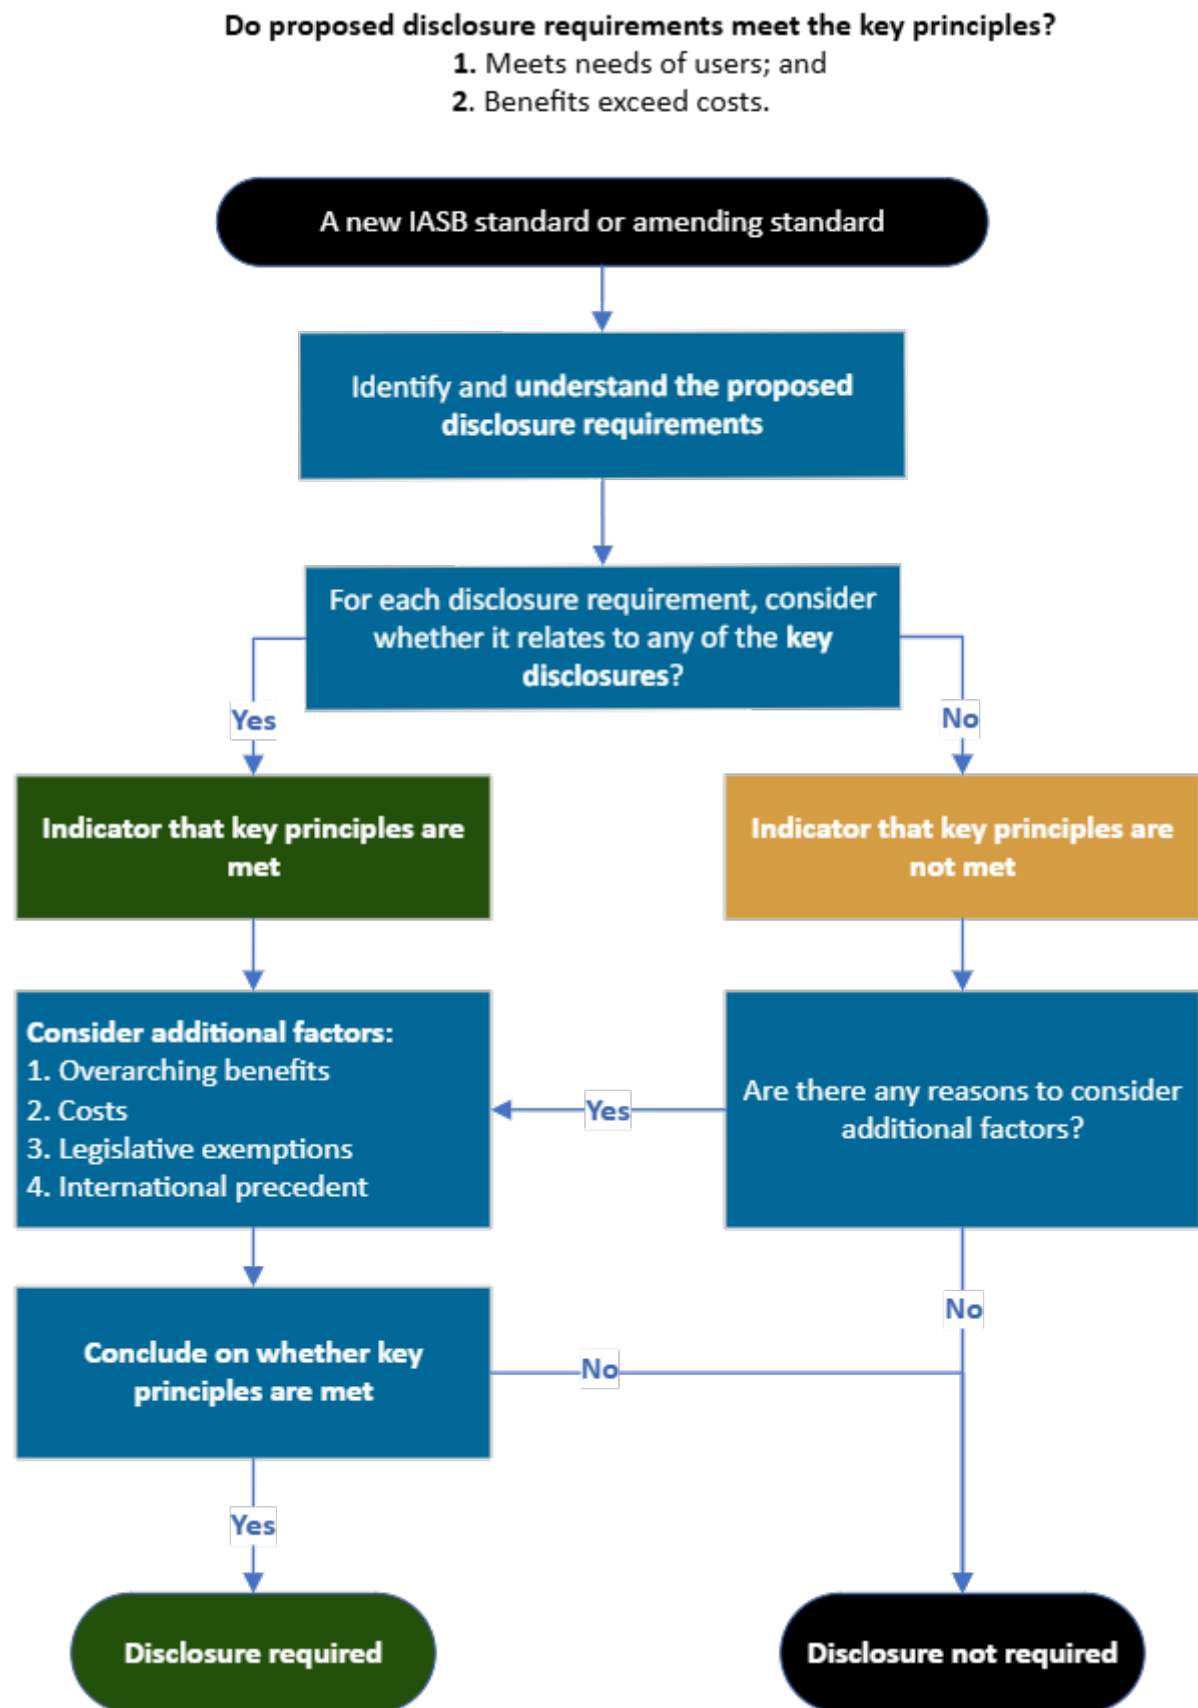 Do proposed disclosure requirements meet the key principles?
1. Meets needs of users; and
2. Benefits exceed costs.
A new IASB standard or amending standard
Identify and understand the proposed
disclosure requirements
For each disclosure requirement, consider
whether it relates to any of the key
disclosures?
Yes
No
Indicator that key principles are
met
Indicator that key principles are
not met
Consider additional factors:
1. Overarching benefits
2. Costs
3. Legislative exemptions
4. International precedent
Yes
Are there any reasons to consider
additional factors?
No
Conclude on whether key
principles are met
No
Yes
Disclosure required
Disclosure not required